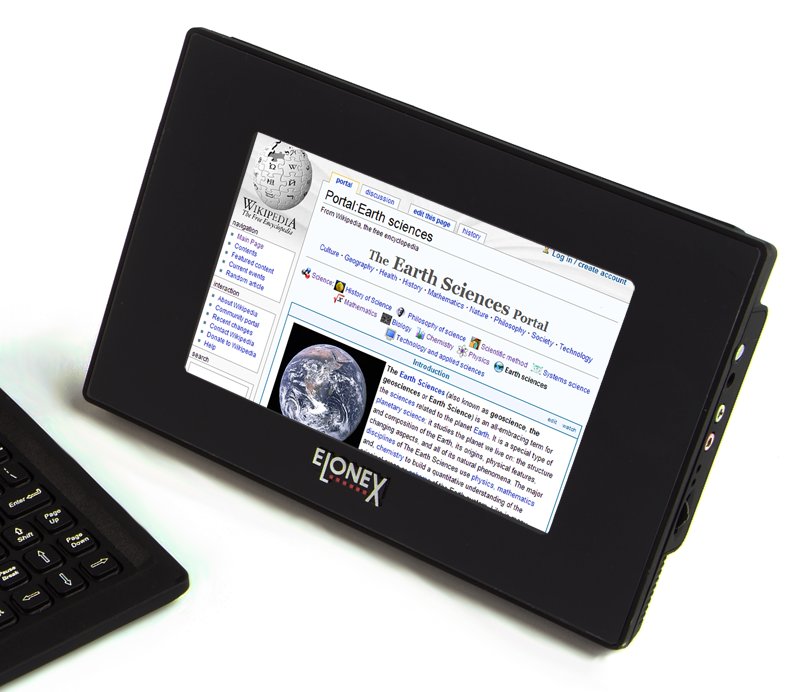 WIKIPEDIA
The Free Encyclopedia
navigation
Main Page
Contents
Featured content
Current events
Random article
interaction
About Wikipedia
Community portal
Recent changes
Contact Wikipedia
Donate to Wikipedia
Help
search
portal discussion edit this page history
Log in / create account
Portal:Earth sciences
From Wikipedia, the free encyclopedia
The Earth Sciences Portal
Culture · Geography · Health · History · Mathematics · Nature · Philosophy · Society · Technology
Science: History of Science Philosophy of science Scientific method Systems science
Mathematics Biology Chemistry Physics Earth sciences
Technology and applied sciences
Introduction
edit watch
The Earth Sciences (also known as geoscience, the
geosciences or Earth Science) is an all-embracing term for
the sciences related to the planet Earth. It is a special type of
planetary science: it studies the planet we live on: the structure
and composition of the Earth, its origins, physical features,
changing aspects, and all of its natural phenomena. The major
disciplines of The Earth Sciences use physics, mathematics
and, chemistry to build a quantitative understanding of the
ELONEX
Enter
Page Up
Shift
Page Down
Pause Break